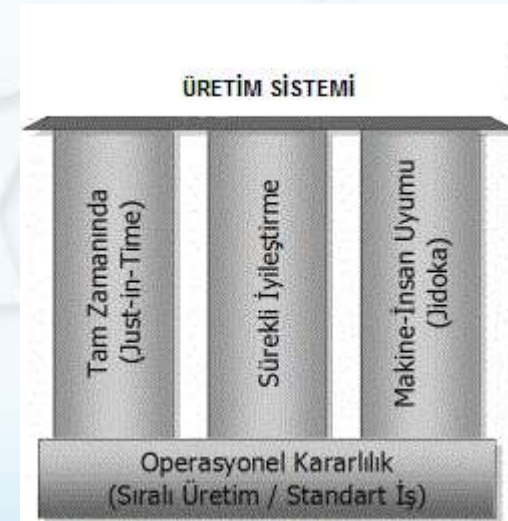 ÜRETİM SİSTEMİ
Tam Zamanında
(Just-in-Time)
Sürekli İyileştirme
Makine-İnsan Uyumu
(Jidoka)
Operasyonel Kararlılık
(Sıralı Üretim / Standart İş)